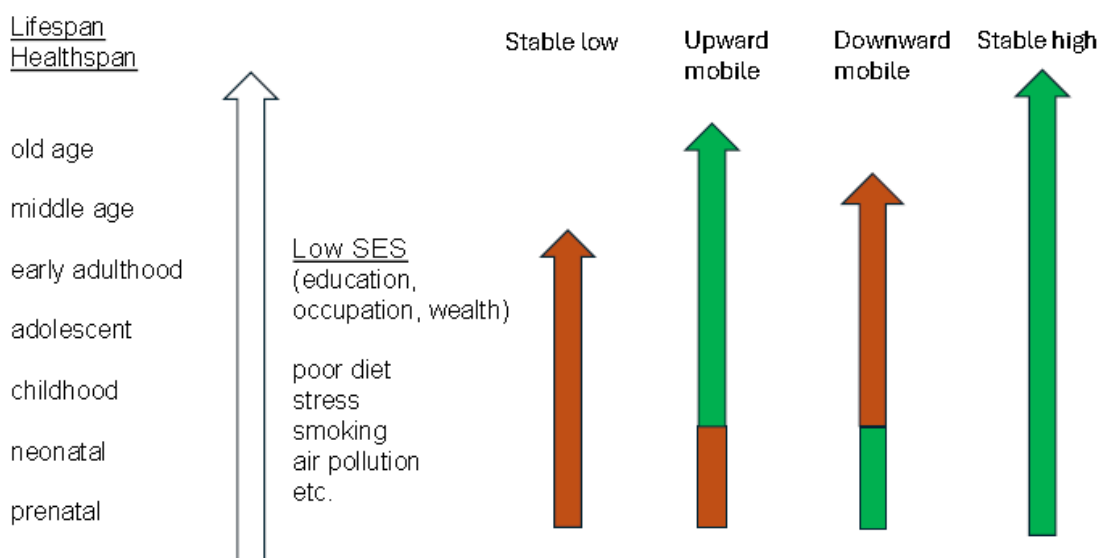 Lifespan
Healthspan
Stable low
Upward
mobile
Downward
mobile
Stable high
old age
middle age
early adulthood
adolescent
childhood
neonatal
prenatal
Low SES
(education,
occupation, wealth)
poor diet
stress
smoking
air pollution
etc.